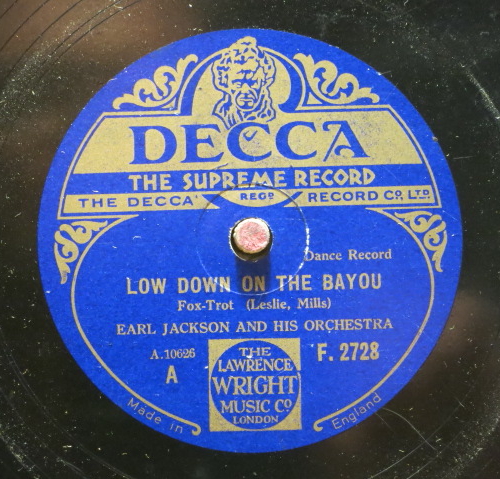 DECCA
THE SUPREME RECORD
THE DECCA REGD RECORD CO, LTD.
Dance Record
LOW DOWN ON THE BAYOU
Fox-Trot (Leslie, Mills)
EARL JACKSON AND HIS ORCHESTRA
A.10626
A
F. 2728
THE
LAWRENCE
WRIGHT
MUSIC CO
LONDON
Made in England